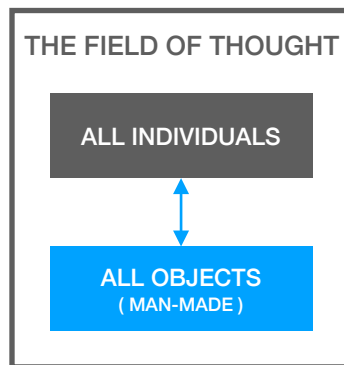 THE FIELD OF THOUGHT
ALL INDIVIDUALS
ALL OBJECTS
( MAN-MADE )